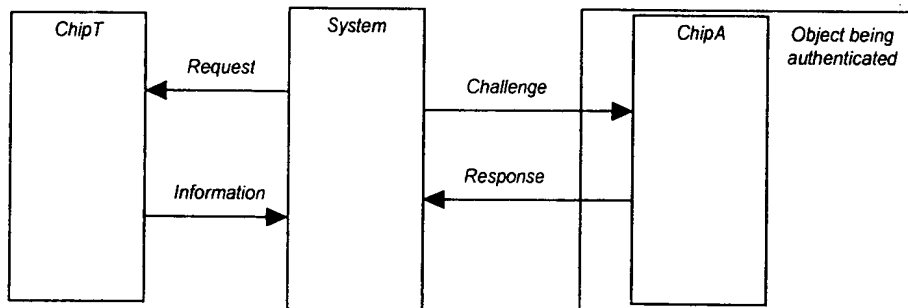 ChipT
System
ChipA
Object being
authenticated
Request
Challenge
Response
Information